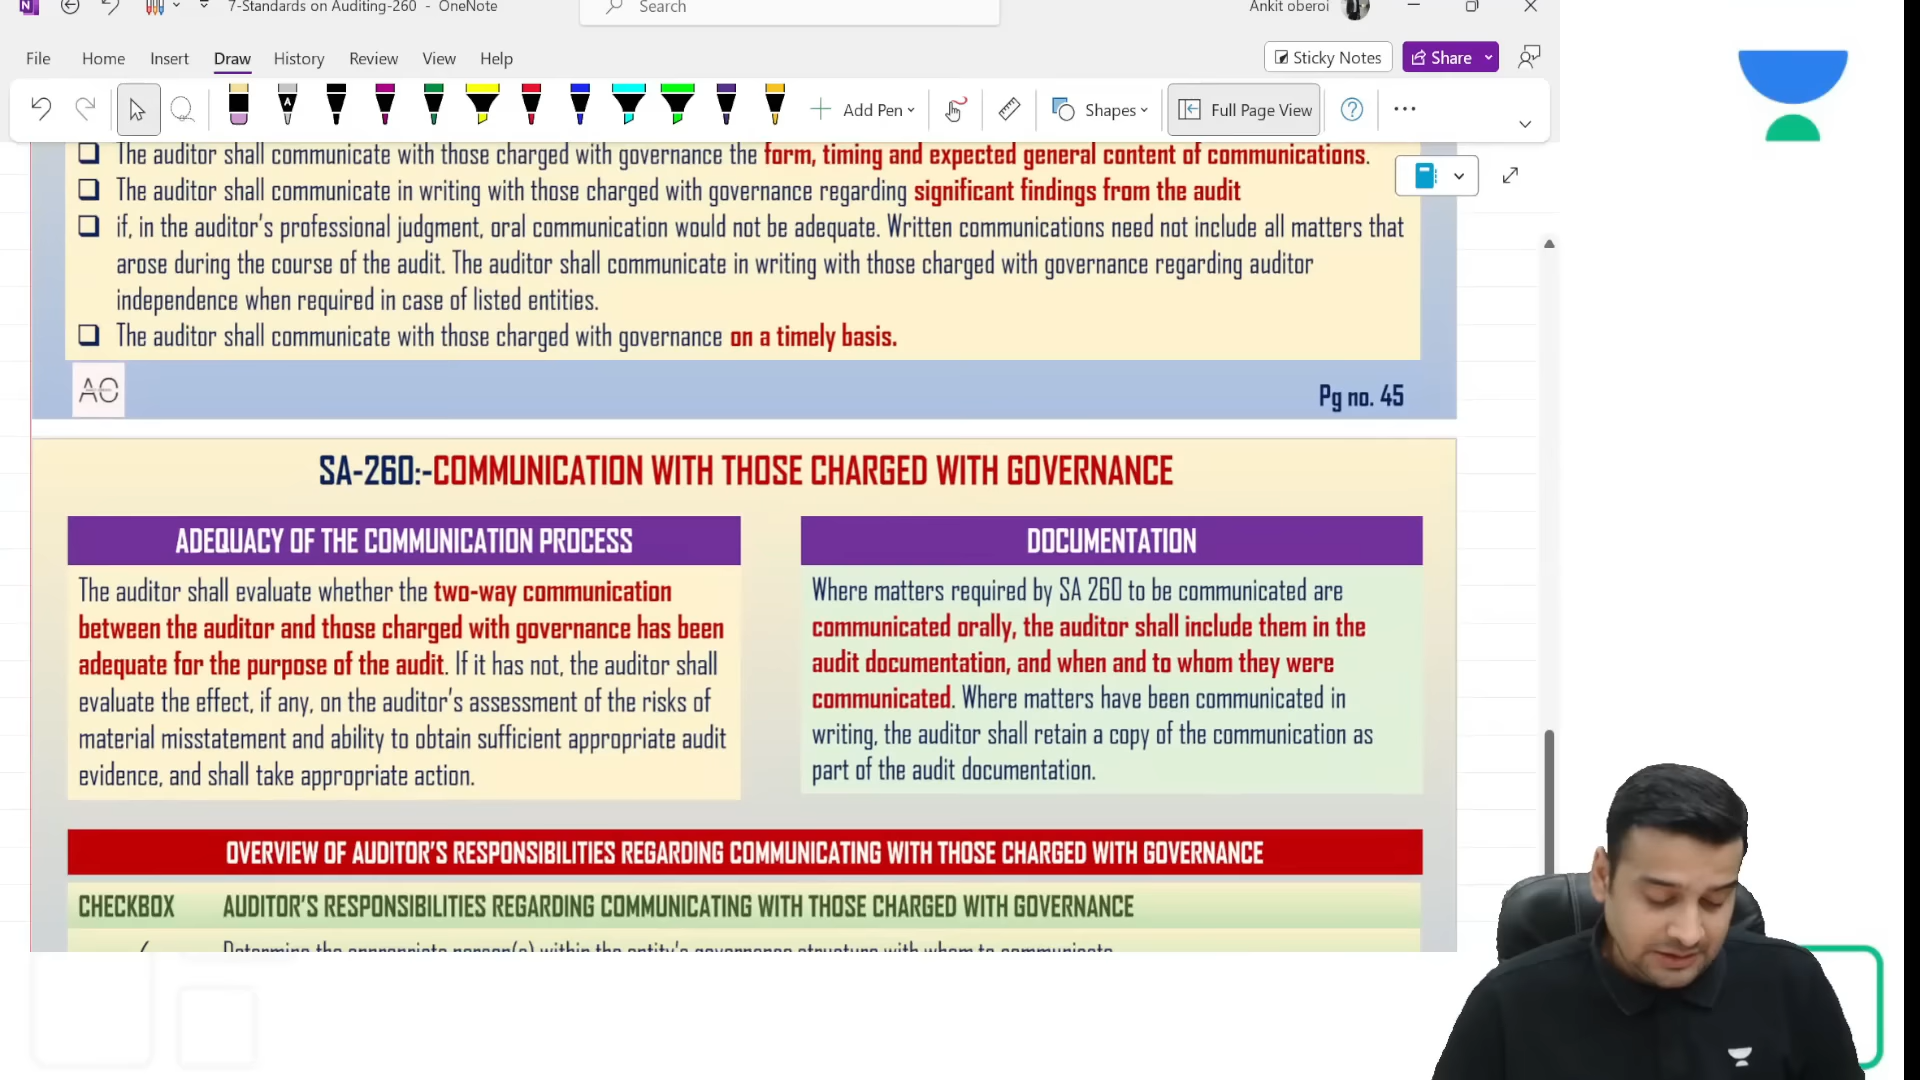 7-Standards on Auditing-260 - OneNote
Search
Ankit oberoi
File Home Insert Draw History Review View Help
Sticky Notes
Share
A
Add Pen
Shapes
Full Page View
The auditor shall communicate with those charged with governance the form, timing and expected general content of communications.
The auditor shall communicate in writing with those charged with governance regarding significant findings from the audit
if, in the auditor's professional judgment, oral communication would not be adequate. Written communications need not include all matters that
arose during the course of the audit. The auditor shall communicate in writing with those charged with governance regarding auditor
independence when required in case of listed entities.
The auditor shall communicate with those charged with governance on a timely basis.
AO
Pg no. 45
SA-260:-COMMUNICATION WITH THOSE CHARGED WITH GOVERNANCE
ADEQUACY OF THE COMMUNICATION PROCESS
The auditor shall evaluate whether the two-way communication
between the auditor and those charged with governance has been
adequate for the purpose of the audit. If it has not, the auditor shall
evaluate the effect, if any, on the auditor's assessment of the risks of
material misstatement and ability to obtain sufficient appropriate audit
evidence, and shall take appropriate action.
DOCUMENTATION
Where matters required by SA 260 to be communicated are
communicated orally, the auditor shall include them in the
audit documentation, and when and to whom they were
communicated. Where matters have been communicated in
writing, the auditor shall retain a copy of the communication as
part of the audit documentation.
OVERVIEW OF AUDITOR'S RESPONSIBILITIES REGARDING COMMUNICATING WITH THOSE CHARGED WITH GOVERNANCE
CHECKBOX AUDITOR'S RESPONSIBILITIES REGARDING COMMUNICATING WITH THOSE CHARGED WITH GOVERNANCE
Determine the appropriate person(s) within the entity's governance structure with whom to communicate